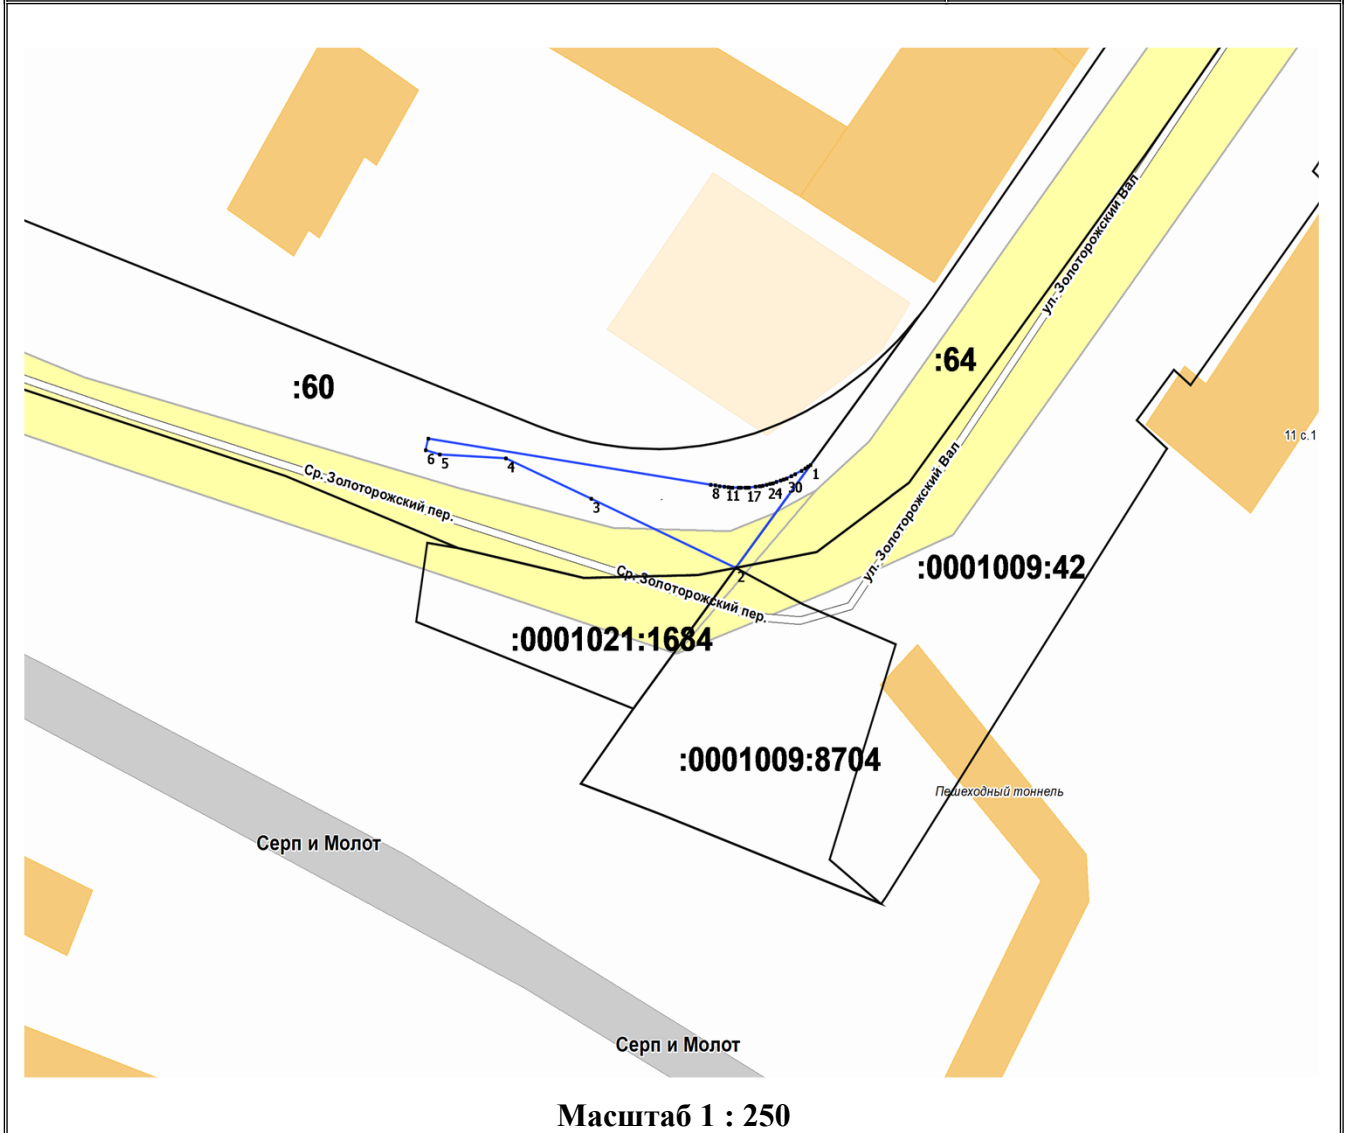 ул. Золоторожский Вал
:64
:60
11 с.1
6
5
4
1
Ср. Золоторожский пер.
8
11
17
24
30
3
ул. Золоторожский Вал
2
Ср. Золоторожский пер.
:0001009:42
:0001021:1684
:0001009:8704
Пешеходный тоннель
Серп и Молот
Серп и Молот
Масштаб 1 : 250